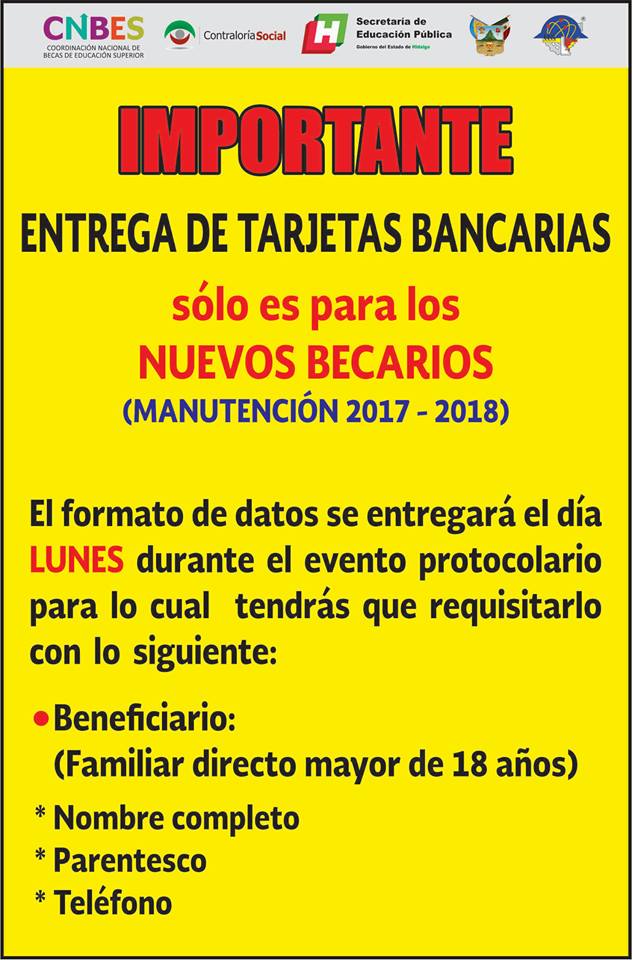 CNBES
COORDINACIÓN NACIONAL DE
BECAS DE EDUCACIÓN SUPERIOR
ContraloríaSocial
H
Secretaría de
Educación Pública
Gobierno del Estado de Hidalgo
IMPORTANTE
ENTREGA DE TARJETAS BANCARIAS
sólo es para los
NUEVOS BECARIOS
(MANUTENCIÓN 2017 - 2018)
El formato de datos se entregará el día
LUNES durante el evento protocolario
para lo cual tendrás que requisitarlo
con lo siguiente:
•Beneficiario:
(Familiar directo mayor de 18 años)
* Nombre completo
* Parentesco
* Teléfono